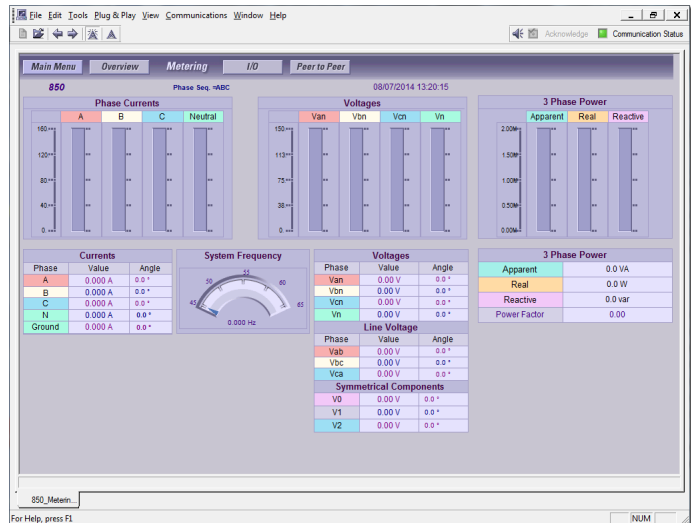 File Edit Tools Plug & Play View Communications Window Help
Acknowledge Communication Status
Main Menu Overview Metering I/O Peer to Peer
850 Phase Seq. =ABC 08/07/2014 13:20:15
Phase Currents
A B C Neutral
160
120
80
40
0
Voltages
Van Vbn Vcn Vn
150
113
75
38
0
3 Phase Power
Apparent Real Reactive
2.00M
1.50M
1.00M
0.50M
0.00M
Currents
Phase Value Angle
A 0.000 A 0.0 °
B 0.000 A 0.0 °
C 0.000 A 0.0 °
N 0.000 A 0.0 °
Ground 0.000 A 0.0 °
System Frequency
45 50 55 60 65
0.000 Hz
Voltages
Phase Value Angle
Van 0.00 V 0.0 °
Vbn 0.00 V 0.0 °
Vcn 0.00 V 0.0 °
Vn 0.00 V 0.0 °
Line Voltage
Phase Value Angle
Vab 0.00 V 0.0 °
Vbc 0.00 V 0.0 °
Vca 0.00 V 0.0 °
Symmetrical Components
V0 0.00 V 0.0 °
V1 0.00 V 0.0 °
V2 0.00 V 0.0 °
3 Phase Power
Apparent 0.0 VA
Real 0.0 W
Reactive 0.0 var
Power Factor 0.00
850_Meterin...
For Help, press F1
NUM